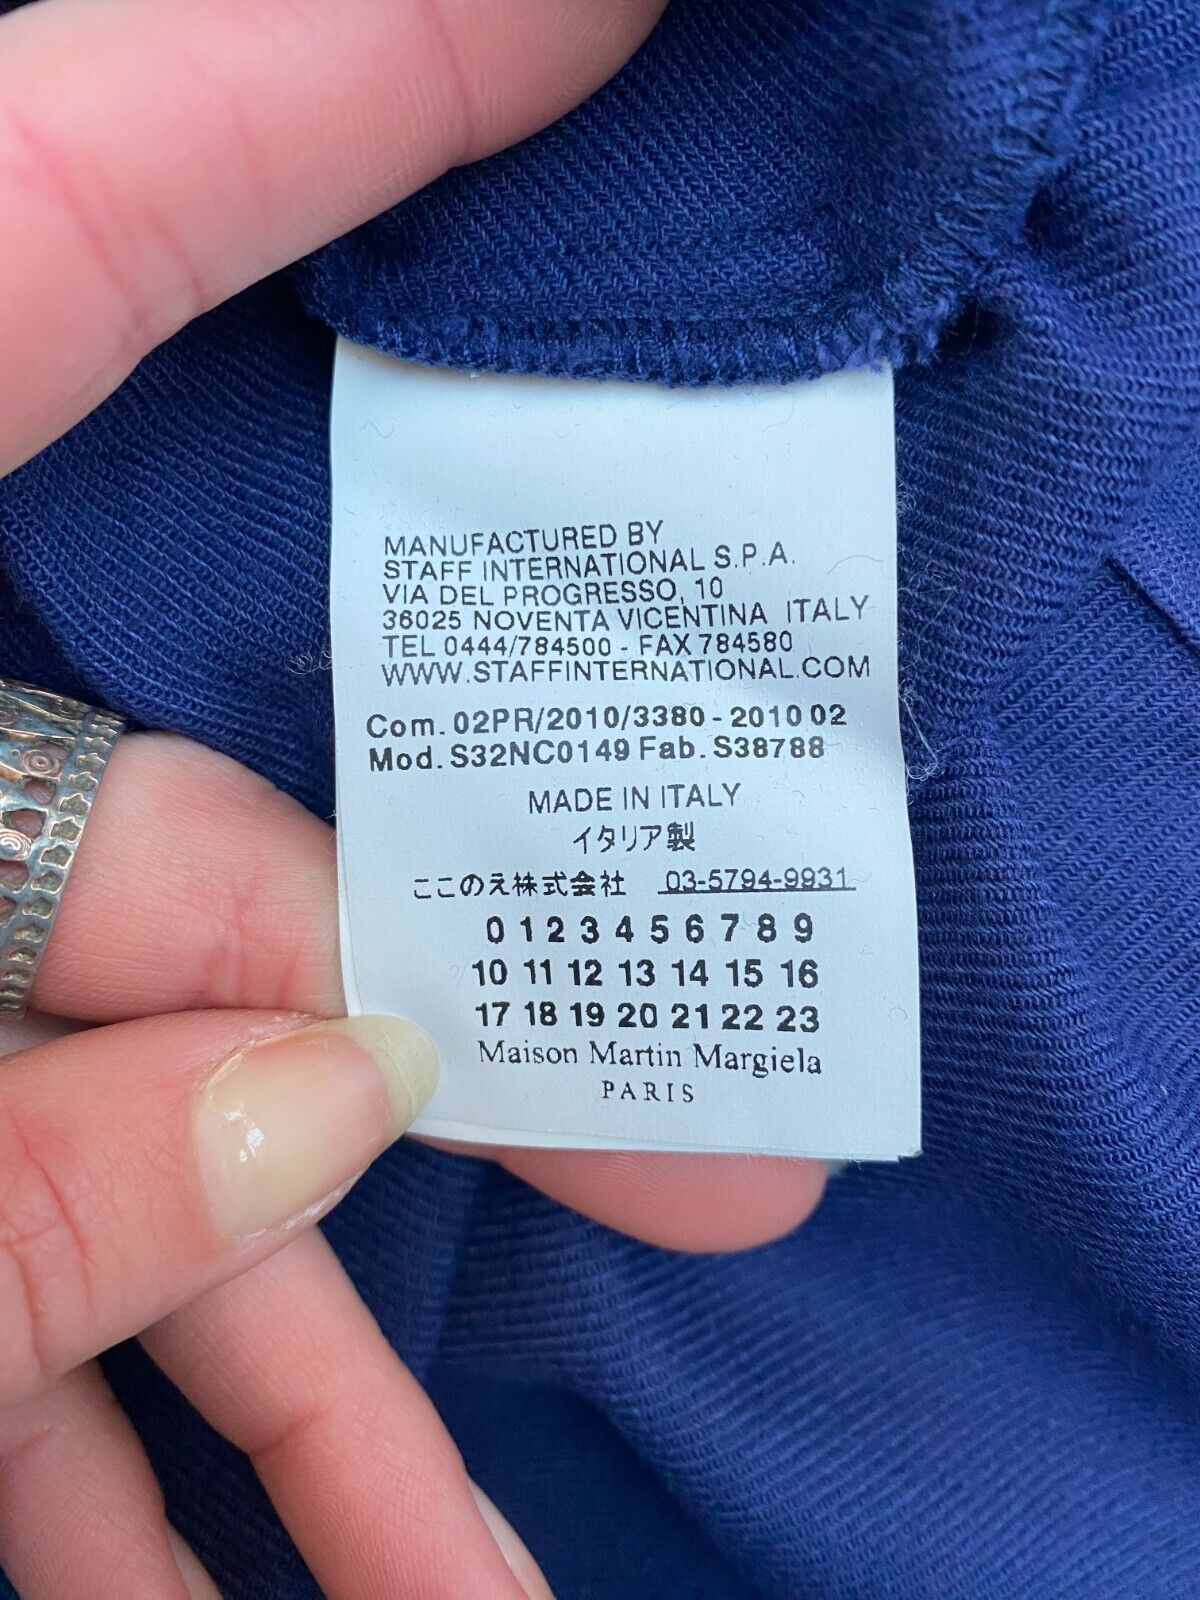 MANUFACTURED BY
STAFF INTERNATIONAL S.P.A.
VIA DEL PROGRESSO, 10
36025 NOVENTA VICENTINA ITALY
TEL 0444/784500 - FAX 784580
WWW.STAFFINTERNATIONAL.COM
Com. 02PR/2010/3380 - 2010 02
Mod. S32NC0149 Fab. S38788
MADE IN ITALY
イタリア製
ここのえ株式会社 03-5794-9931
0 1 2 3 4 5 6 7 8 9
10 11 12 13 14 15 16
17 18 19 20 21 22 23
Maison Martin Margiela
PARIS